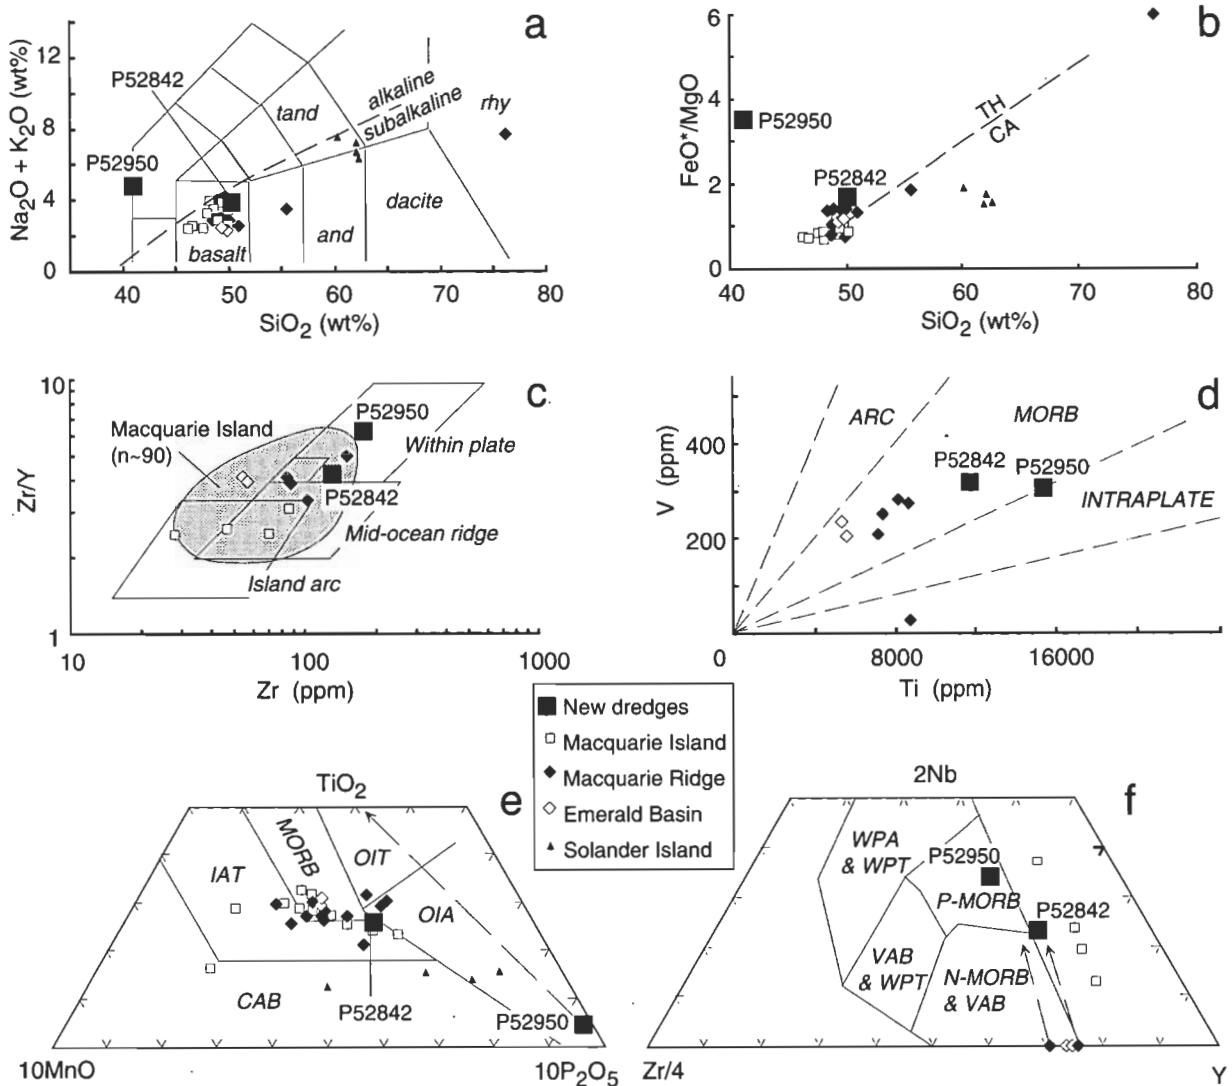 a
Na2O + K2O (wt%)
12
8
4
0
P52842
P52950
tand
alkaline
subalkaline
rhy
basalt
and
dacite
40 50 60 70 80
SiO2 (wt%)
b
FeO*/MgO
6
4
2
0
P52950
P52842
TH
CA
40 50 60 70 80
SiO2 (wt%)
c
Zr/Y
10
1
Macquarie Island
(n~90)
P52950
Within plate
P52842
Mid-ocean ridge
Island arc
10 100 1000
Zr (ppm)
d
V (ppm)
400
200
ARC
MORB
P52842
P52950
INTRAPLATE
0 8000 16000
Ti (ppm)
New dredges
Macquarie Island
Macquarie Ridge
Emerald Basin
Solander Island
e
TiO2
IAT
MORB
OIT
OIA
CAB
P52842
P52950
10MnO
10P2O5
f
2Nb
WPA
& WPT
P52950
P-MORB
P52842
VAB
& WPT
N-MORB
& VAB
Zr/4
Y